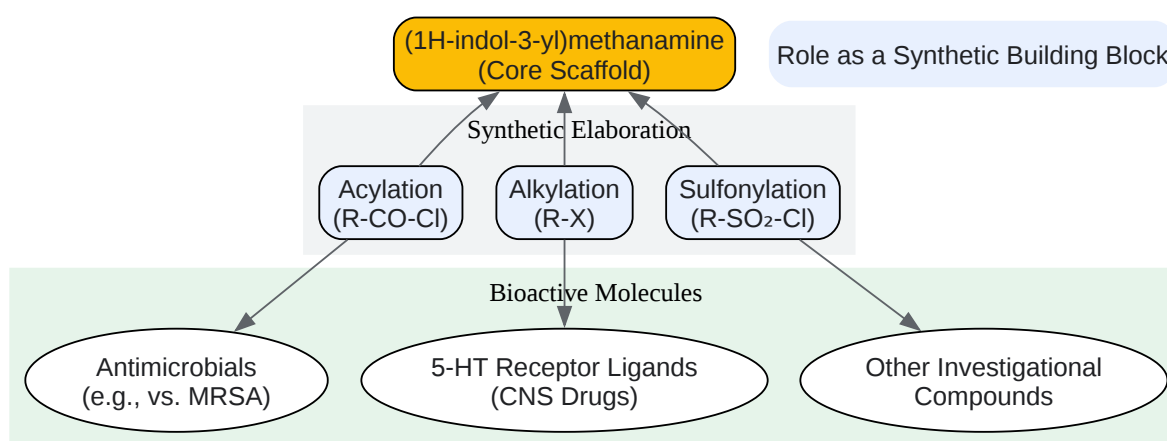 (1H-indol-3-yl)methanamine
(Core Scaffold)
Role as a Synthetic Building Block
Synthetic Elaboration
Acylation
(R-CO-Cl)
Alkylation
(R-X)
Sulfonylation
(R-SO₂-Cl)
Bioactive Molecules
Antimicrobials
(e.g., vs. MRSA)
5-HT Receptor Ligands
(CNS Drugs)
Other Investigational
Compounds